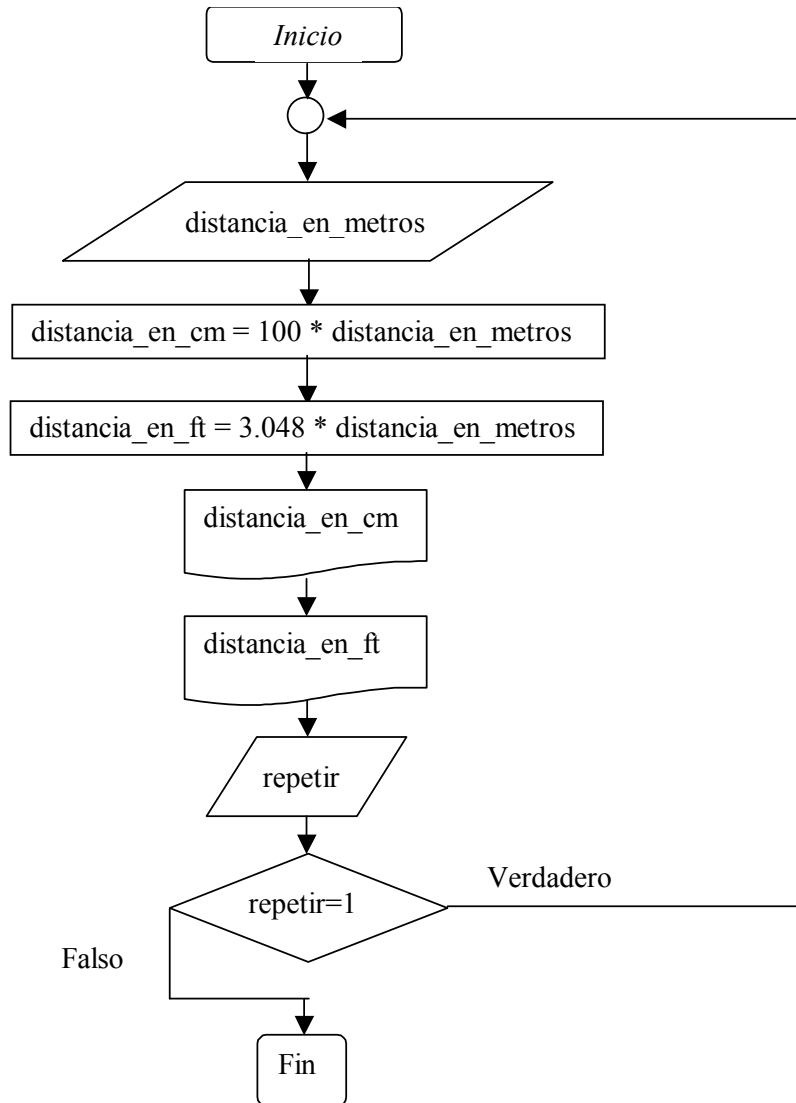 Inicio
distancia_en_metros
distancia_en_cm = 100 * distancia_en_metros
distancia_en_ft = 3.048 * distancia_en_metros
distancia_en_cm
distancia_en_ft
repetir
repetir=1
Verdadero
Falso
Fin